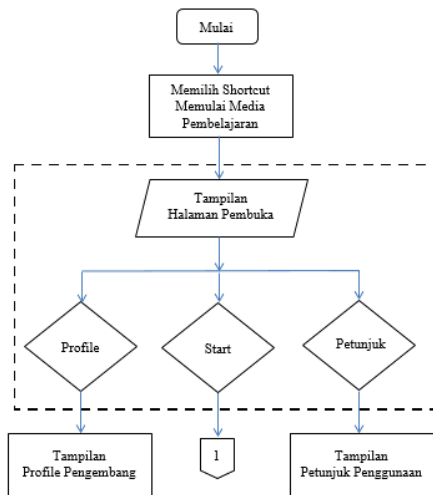 Mulai
Memilih Shortcut
Memulai Media
Pembelajaran
Tampilan
Halaman Pembuka
Profile
Start
Petunjuk
Tampilan
Profile Pengembang
1
Tampilan
Petunjuk Penggunaan